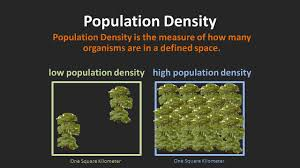 Population Density
Population Density is the measure of how many
organisms are in a defined space.
low population density
high population density
One Square Kilometer
One Square Kilometer